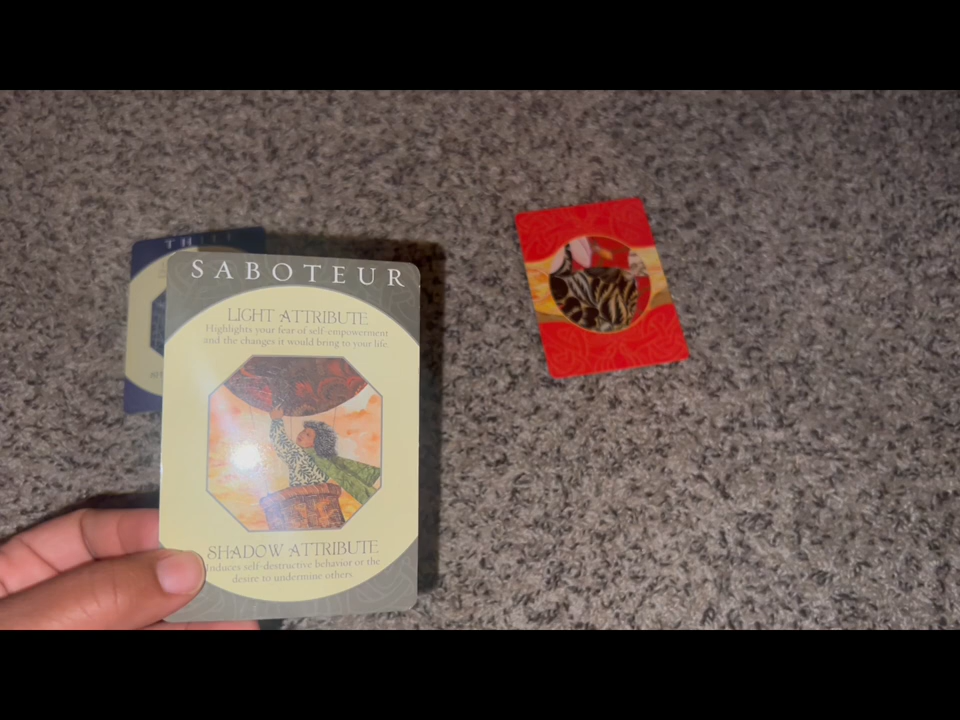 TH
SABOTEUR
LIGHT ATTRIBUTE
Highlights your fear of self-empowerment
and the changes it would bring to your life.
SHADOW ATTRIBUTE
Induces self-destructive behavior or the
desire to undermine others.